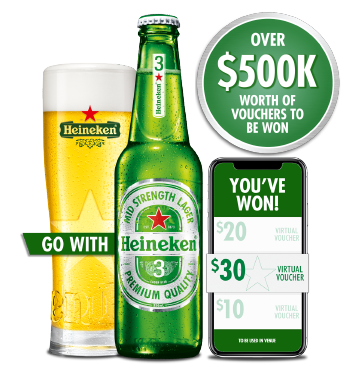 OVER
$500K
WORTH OF
VOUCHERS TO
BE WON
3
Heineken
Heineken
GO WITH
MID STRENGTH LAGER
Heineken
3
PREMIUM QUALITY
YOU'VE
WON!
$20 VIRTUAL
VOUCHER
$30 VIRTUAL
VOUCHER
$10 VIRTUAL
VOUCHER
TO BE USED IN VENUE